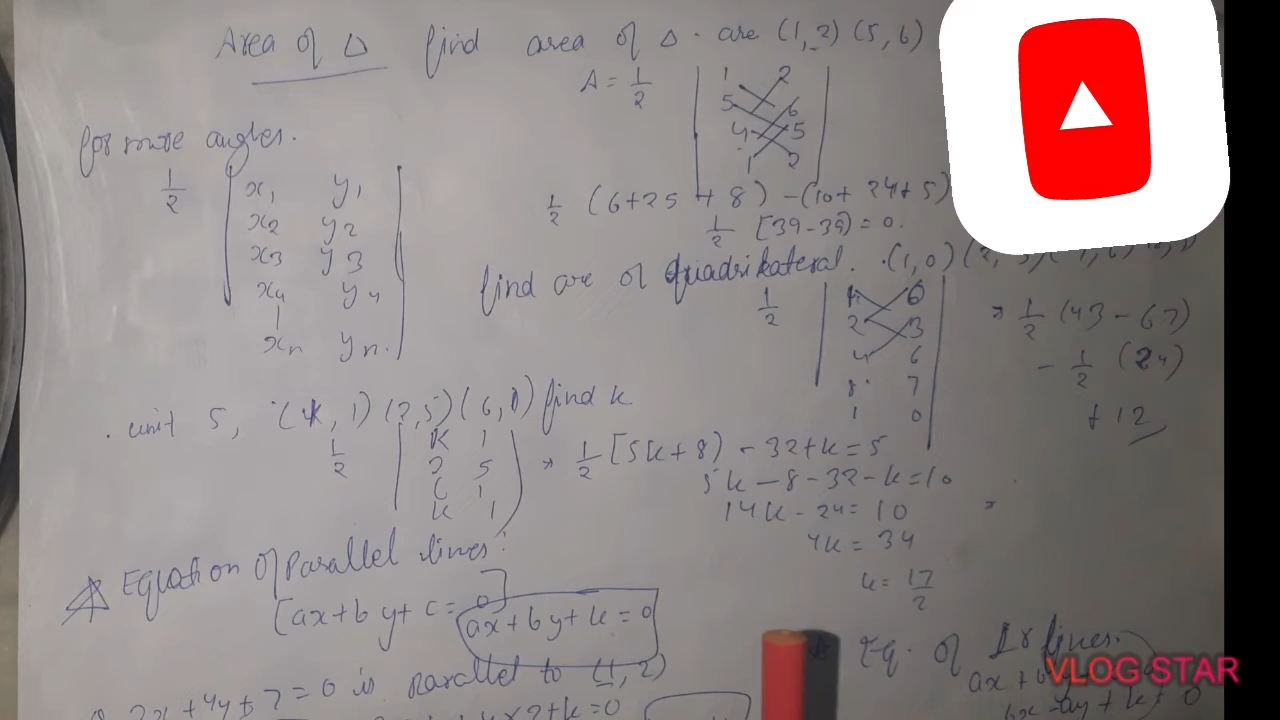 Area of △ find area of △. are (1, 2) (5, 6)
A = 1/2 | 1 2
5 6
4 5
1 2 |
for more angles.
1/2 | x1 y1
x2 y2
x3 y3
x4 y4
xn yn. |
1/2 (6+25+8) -(10+24+5)
1/2 [39-39) = 0.
find are of quadrilateral. (1,0)
1/2 | 1 0
2 3
4 6
8 7
1 0 |
1/2 (43 - 67)
- 1/2 (24)
+ 12
unit 5, (k, 1) (2,5) (6, 1) find k
1/2 | k 1
2 5
6 1
k 1 |
1/2 [5k+8) - 32+k=5
5k - 8 - 32 - k = 10
14k - 24 = 10
4k = 34
k = 17/2
Equation of parallel lines:
[ax+by+c=0]
ax+by+k=0
Eq. of ⊥r lines.
ax + by
2x+4y+7=0 is parallel to (1, 2)
VLOG STAR